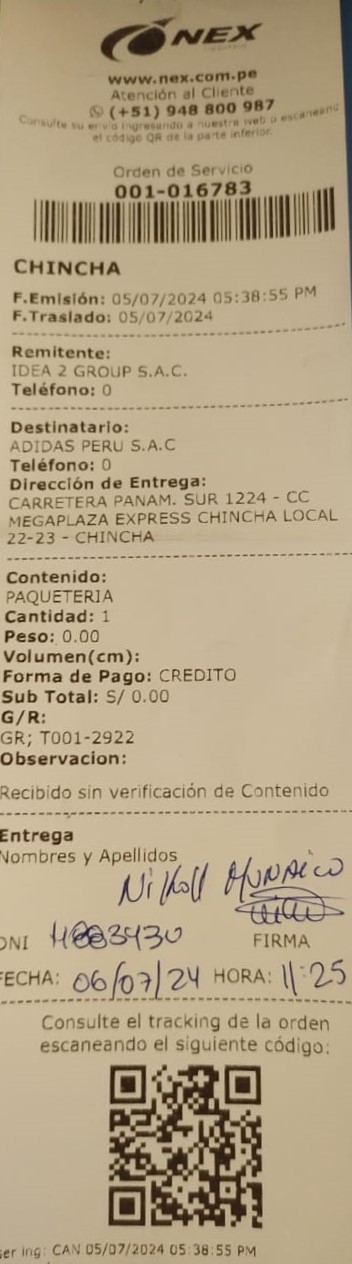 NEX
www.nex.com.pe
Atención al Cliente
(+51) 948 800 987
Consulte su envío ingresando a nuestra web o escaneand
el código QR de la parte inferior.
Orden de Servicio
001-016783
CHINCHA
F.Emisión: 05/07/2024 05:38:55 PM
F.Traslado: 05/07/2024
Remitente:
IDEA 2 GROUP S.A.C.
Teléfono: 0
Destinatario:
ADIDAS PERU S.A.C
Teléfono: 0
Dirección de Entrega:
CARRETERA PANAM. SUR 1224 - CC
MEGAPLAZA EXPRESS CHINCHA LOCAL
22-23 - CHINCHA
Contenido:
PAQUETERIA
Cantidad: 1
Peso: 0.00
Volumen(cm):
Forma de Pago: CREDITO
Sub Total: S/ 0.00
G/R:
GR; T001-2922
Observacion:
Recibido sin verificación de Contenido
Entrega
Nombres y Apellidos
DNI
FIRMA
FECHA: 06/07/24 HORA: 11:25
Consulte el tracking de la orden
escaneando el siguiente código:
ser ing: CAN 05/07/2024 05:38:55 PM